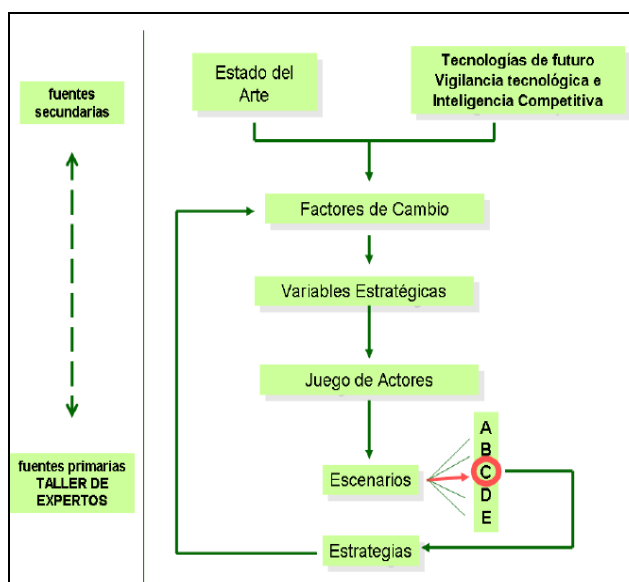 fuentes
secundarias
fuentes primarias
TALLER DE
EXPERTOS
Estado del
Arte
Tecnologías de futuro
Vigilancia tecnológica e
Inteligencia Competitiva
Factores de Cambio
Variables Estratégicas
Juego de Actores
Escenarios
A
B
C
D
E
Estrategias